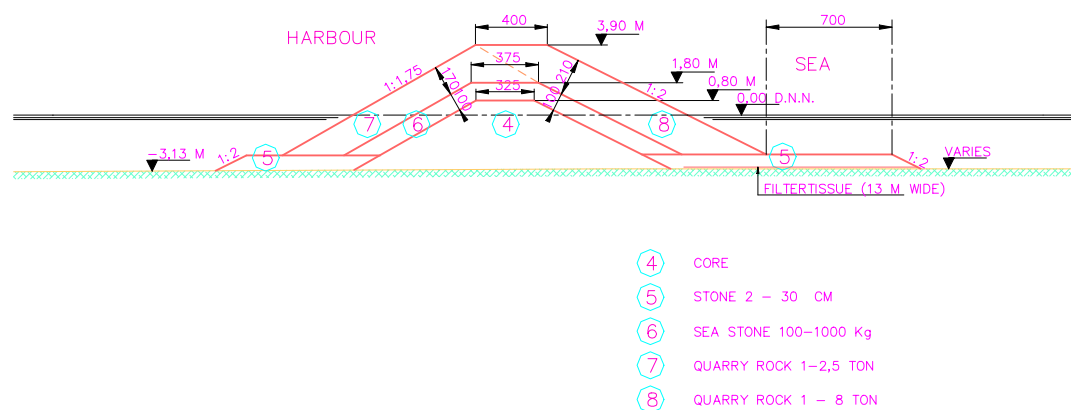 400
700
3,90 M
HARBOUR
SEA
375
1,80 M
0,80 M
325
0,00 D.N.N.
1:1,75
170
100
100
210
1:2
7
6
4
8
-3,13 M
1:2
5
5
1:2
VARIES
FILTERTISSUE (13 M WIDE)
4 CORE
5 STONE 2 - 30 CM
6 SEA STONE 100-1000 Kg
7 QUARRY ROCK 1-2,5 TON
8 QUARRY ROCK 1 - 8 TON